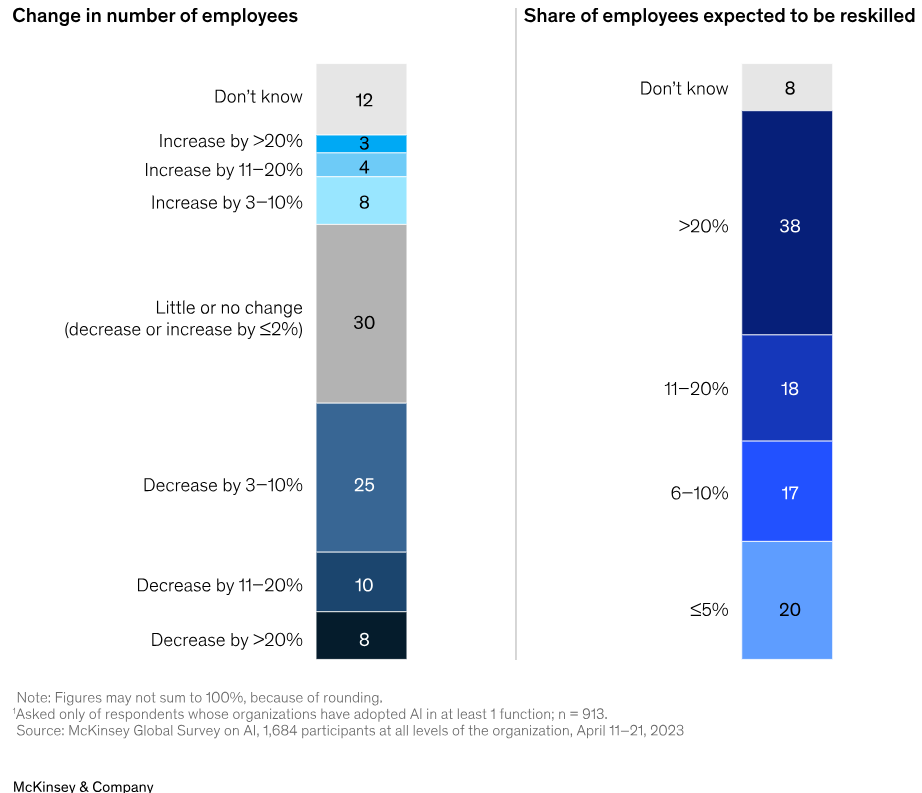 Change in number of employees
Don't know
12
Increase by >20%
3
Increase by 11–20%
4
Increase by 3–10%
8
Little or no change
(decrease or increase by ≤2%)
30
Decrease by 3–10%
25
Decrease by 11–20%
10
Decrease by >20%
8
Share of employees expected to be reskilled
Don't know
8
>20%
38
11–20%
18
6–10%
17
≤5%
20
Note: Figures may not sum to 100%, because of rounding.
¹Asked only of respondents whose organizations have adopted AI in at least 1 function; n = 913.
Source: McKinsey Global Survey on AI, 1,684 participants at all levels of the organization, April 11–21, 2023
McKinsey & Company